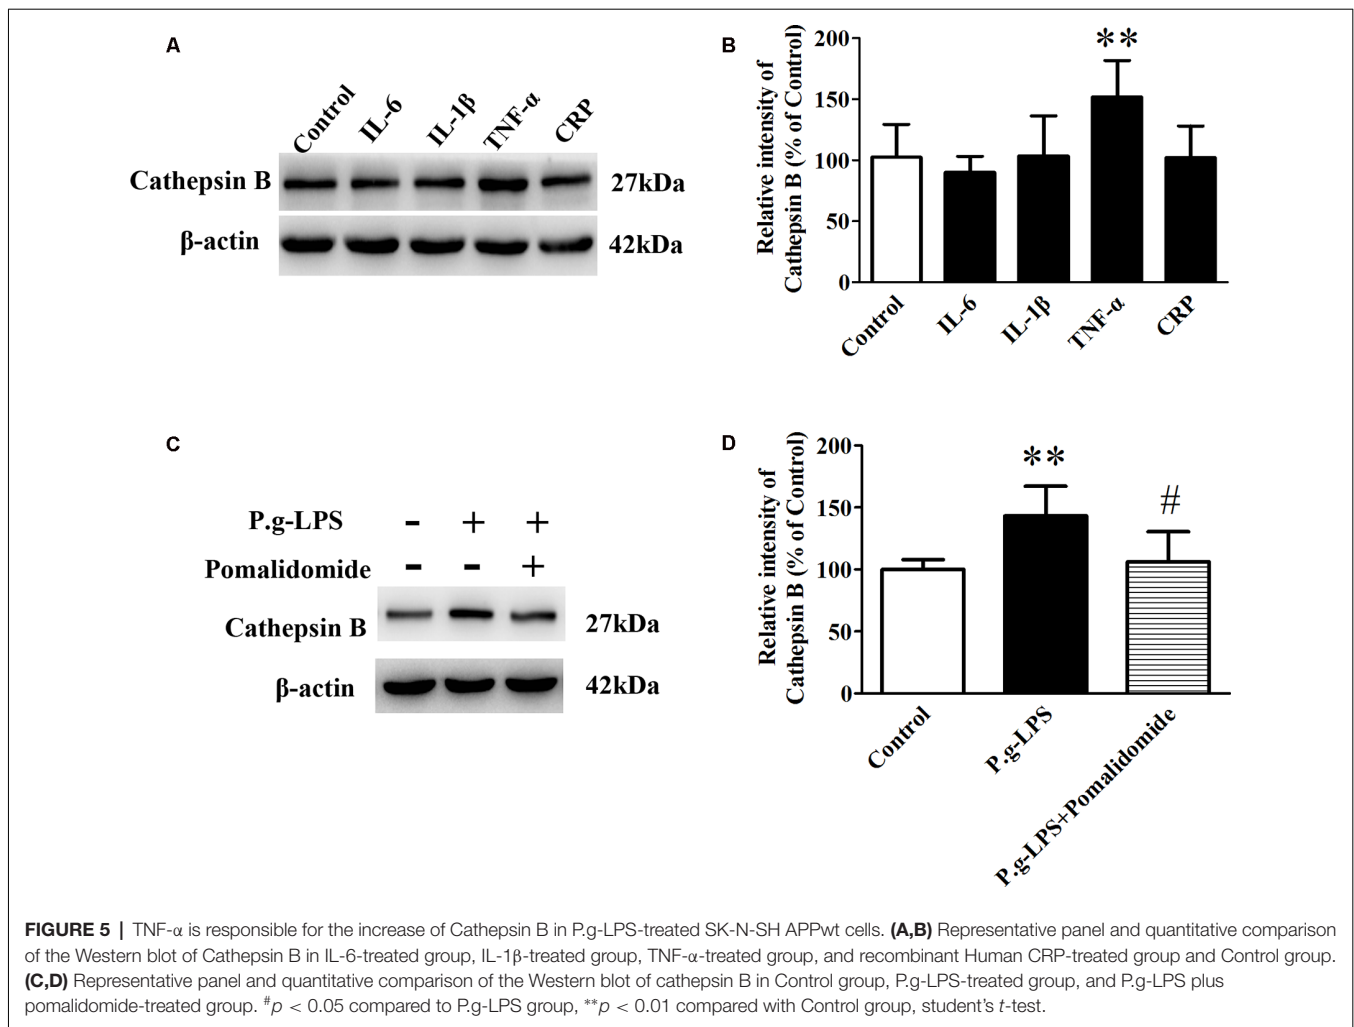 A
Control IL-6 IL-1β TNF-α CRP
Cathepsin B 27kDa
β-actin 42kDa
B
Relative intensity of
Cathepsin B (% of Control)
200
150
100
50
0
**
Control IL-6 IL-1β TNF-α CRP
C
P.g-LPS - + +
Pomalidomide - - +
Cathepsin B 27kDa
β-actin 42kDa
D
Relative intensity of
Cathepsin B (% of Control)
200
150
100
50
0
**
#
Control P.g-LPS P.g-LPS+Pomalidomide
FIGURE 5 | TNF-α is responsible for the increase of Cathepsin B in P.g-LPS-treated SK-N-SH APPwt cells. (A,B) Representative panel and quantitative comparison
of the Western blot of Cathepsin B in IL-6-treated group, IL-1β-treated group, TNF-α-treated group, and recombinant Human CRP-treated group and Control group.
(C,D) Representative panel and quantitative comparison of the Western blot of cathepsin B in Control group, P.g-LPS-treated group, and P.g-LPS plus
pomalidomide-treated group. #p < 0.05 compared to P.g-LPS group, **p < 0.01 compared with Control group, student's t-test.